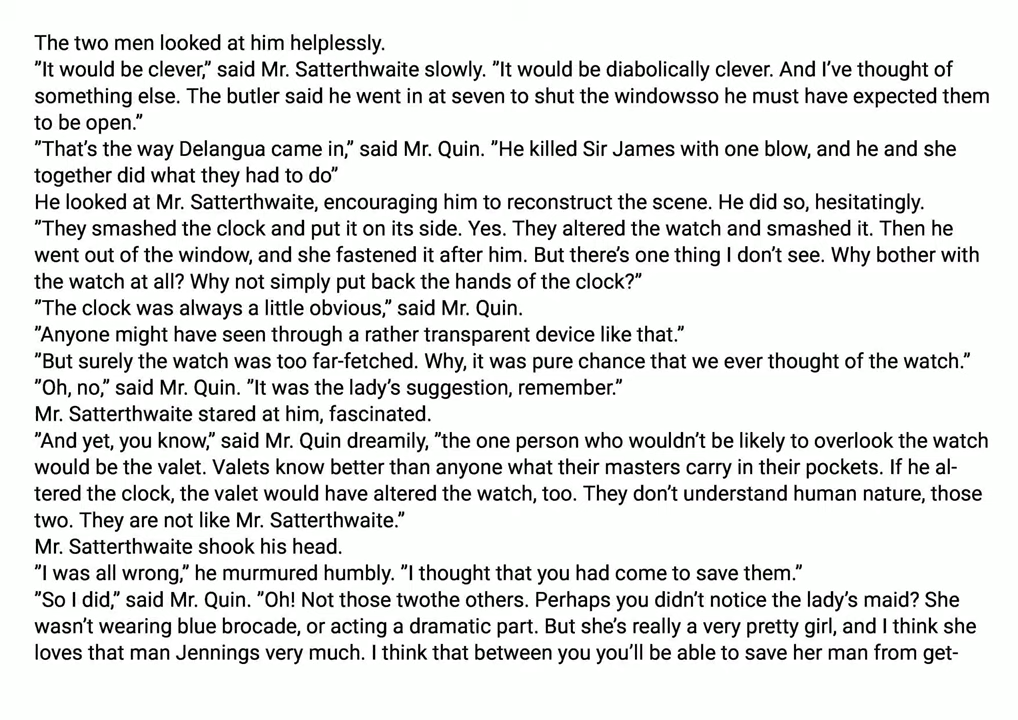 The two men looked at him helplessly.
”It would be clever,” said Mr. Satterthwaite slowly. ”It would be diabolically clever. And I’ve thought of
something else. The butler said he went in at seven to shut the windowsso he must have expected them
to be open.”
”That’s the way Delangua came in,” said Mr. Quin. ”He killed Sir James with one blow, and he and she
together did what they had to do”
He looked at Mr. Satterthwaite, encouraging him to reconstruct the scene. He did so, hesitatingly.
”They smashed the clock and put it on its side. Yes. They altered the watch and smashed it. Then he
went out of the window, and she fastened it after him. But there’s one thing I don’t see. Why bother with
the watch at all? Why not simply put back the hands of the clock?”
”The clock was always a little obvious,” said Mr. Quin.
”Anyone might have seen through a rather transparent device like that.”
”But surely the watch was too far-fetched. Why, it was pure chance that we ever thought of the watch.”
”Oh, no,” said Mr. Quin. ”It was the lady’s suggestion, remember.”
Mr. Satterthwaite stared at him, fascinated.
”And yet, you know,” said Mr. Quin dreamily, ”the one person who wouldn’t be likely to overlook the watch
would be the valet. Valets know better than anyone what their masters carry in their pockets. If he al-
tered the clock, the valet would have altered the watch, too. They don’t understand human nature, those
two. They are not like Mr. Satterthwaite.”
Mr. Satterthwaite shook his head.
”I was all wrong,” he murmured humbly. ”I thought that you had come to save them.”
”So I did,” said Mr. Quin. ”Oh! Not those twothe others. Perhaps you didn’t notice the lady’s maid? She
wasn’t wearing blue brocade, or acting a dramatic part. But she’s really a very pretty girl, and I think she
loves that man Jennings very much. I think that between you you’ll be able to save her man from get-